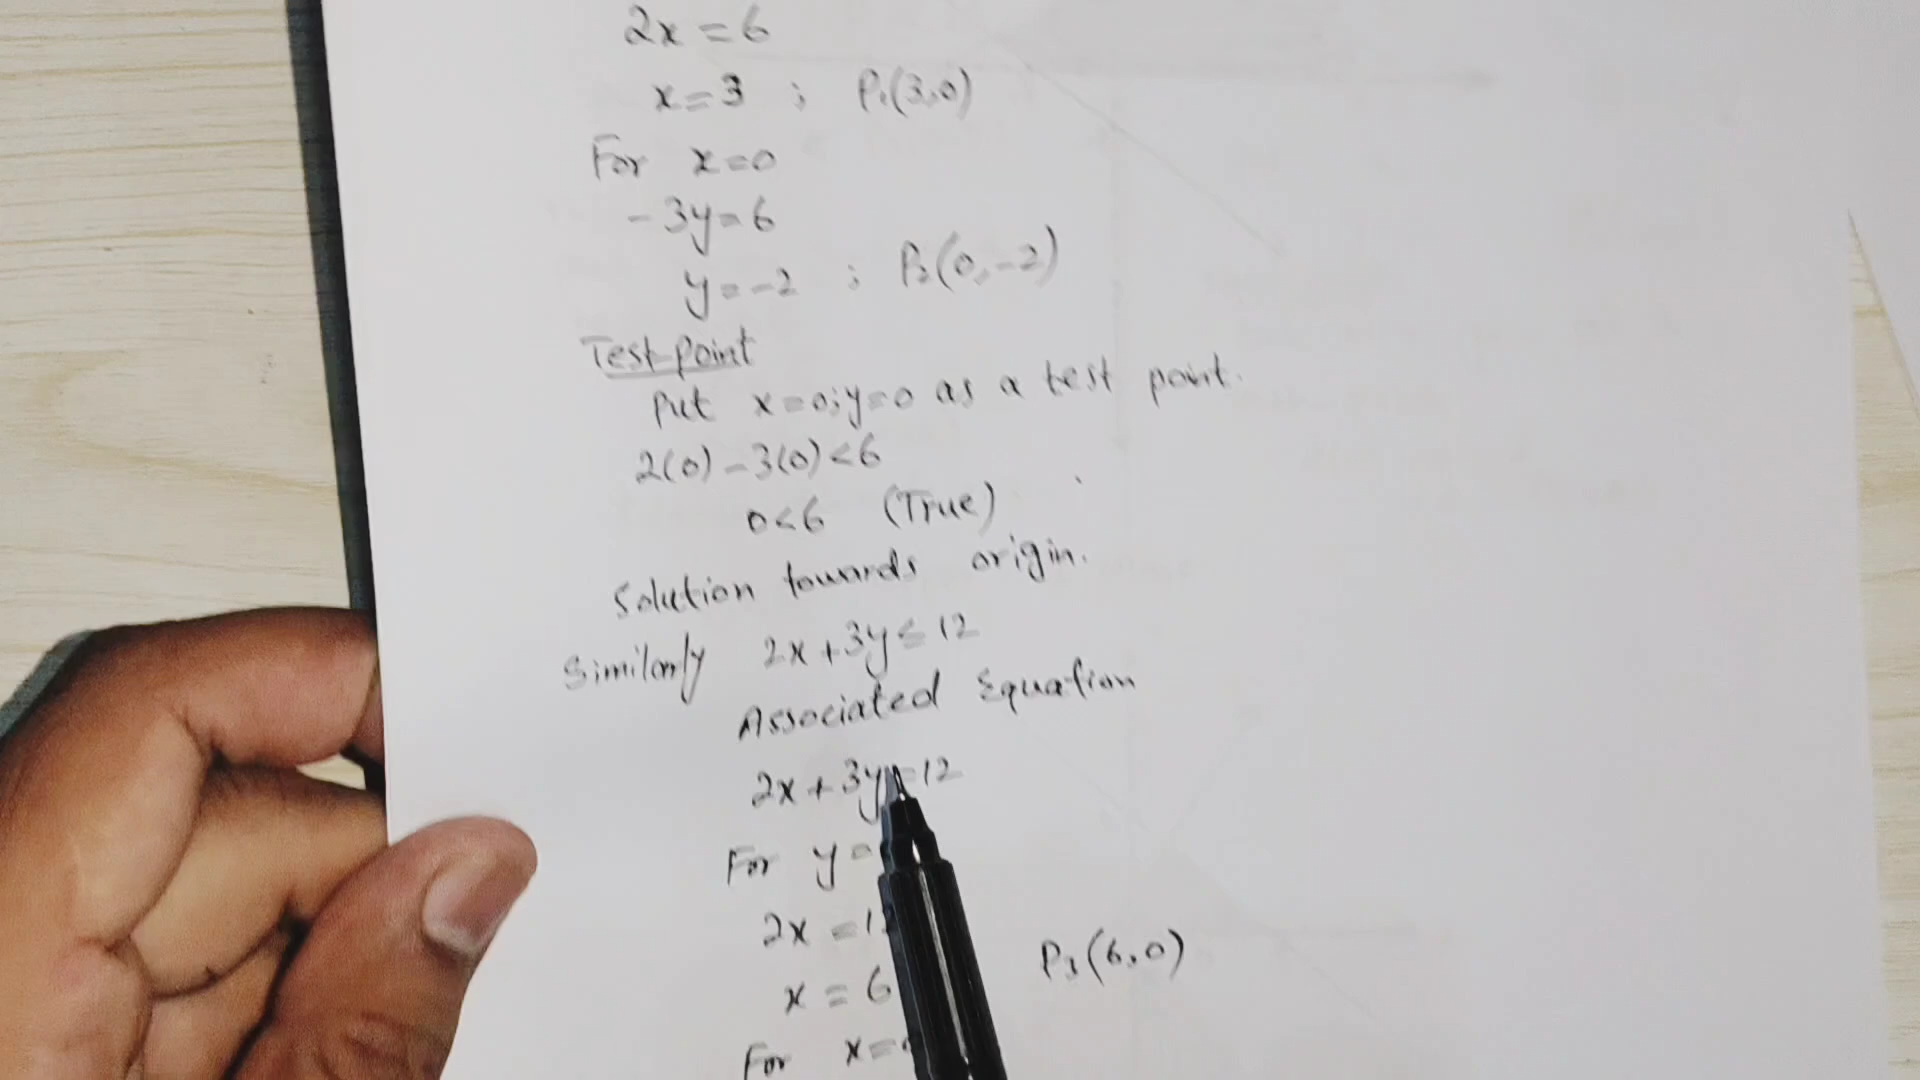 2x = 6
x = 3 ; P₁(3,0)
For x=0
-3y=6
y=-2 ; P₂(0,-2)
Test point
Put x=0; y=0 as a test point.
2(0)-3(0)<6
0<6 (True)
Solution towards origin.
Similarly 2x+3y≤12
Associated Equation
2x+3y=12
For y=
2x =1
x = 6 P₃(6,0)
For x=